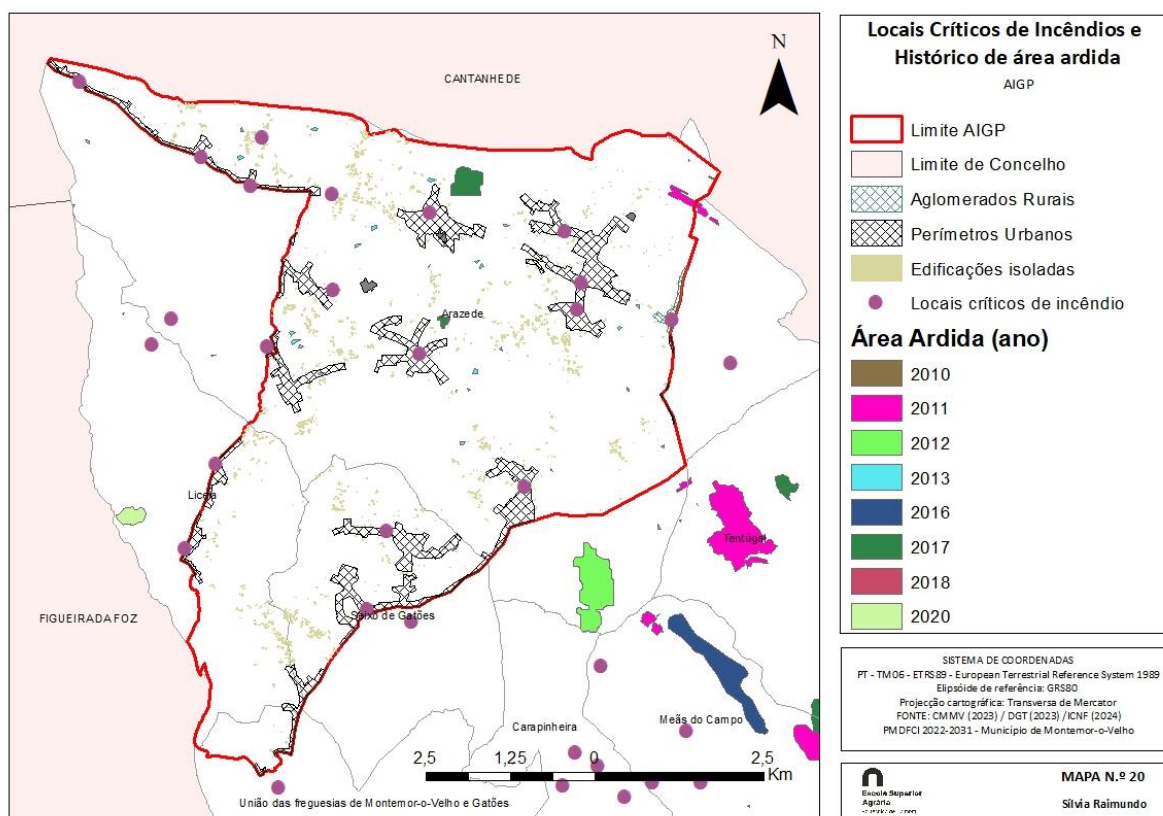 N
CANTANHEDE
Arazede
Liceia
Tentúgal
FIGUEIRA DA FOZ
Seixo de Gatões
Carapinheira
Meãs do Campo
2,5 1,25 0 2,5
Km
União das freguesias de Montemor-o-Velho e Gatões
Locais Críticos de Incêndios e
Histórico de área ardida
AIGP
Limite AIGP
Limite de Concelho
Aglomerados Rurais
Perímetros Urbanos
Edificações isoladas
Locais críticos de incêndio
Área Ardida (ano)
2010
2011
2012
2013
2016
2017
2018
2020
SISTEMA DE COORDENADAS
PT - TM06 - ETRS89 - European Terrestrial Reference System 1989
Elipsóide de referência: GRS80
Projecção cartográfica: Transversa de Mercator
FONTE: CMMV (2023) / DGT (2023) /ICNF (2024)
PMDFCI 2022-2031 - Município de Montemor-o-Velho
Escola Superior
Agrária
MAPA N.º 20
Sílvia Raimundo